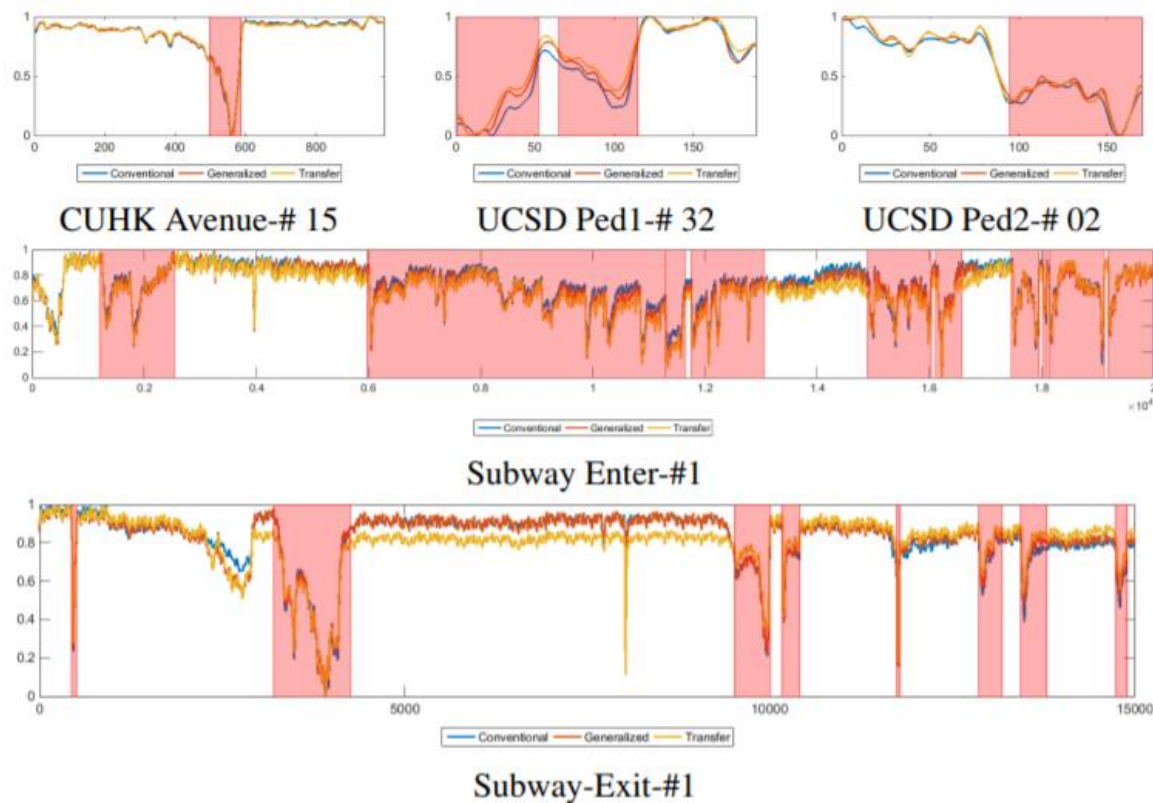 1
0.5
0
0 200 400 600 800
Conventional Generalized Transfer
CUHK Avenue-# 15
1
0.5
0
0 50 100 150
Conventional Generalized Transfer
UCSD Ped1-# 32
1
0.5
0
0 50 100 150
Conventional Generalized Transfer
UCSD Ped2-# 02
1
0.8
0.6
0.4
0.2
0
0 0.2 0.4 0.6 0.8 1 1.2 1.4 1.6 1.8
×10
Conventional Generalized Transfer
Subway Enter-#1
1
0.8
0.6
0.4
0.2
0
0 5000 10000 15000
Conventional Generalized Transfer
Subway-Exit-#1